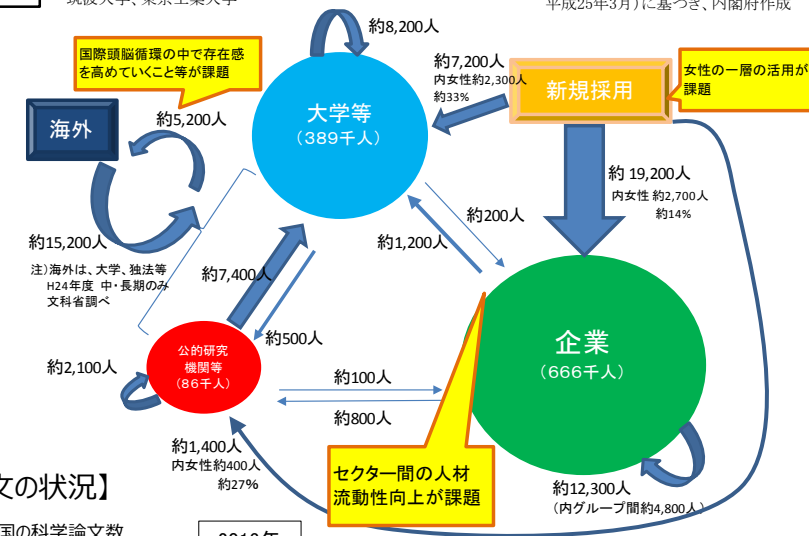 筑波大学、東京工業大学
平成25年3月)に基づき、内閣府作成
約8,200人
国際頭脳循環の中で存在感
を高めていくこと等が課題
約7,200人
内女性約2,300人
約33%
新規採用
女性の一層の活用が
課題
大学等
(389千人)
海外
約5,200人
約 19,200人
内女性 約2,700人
約14%
約200人
約15,200人
約1,200人
注)海外は、大学、独法等
H24年度 中・長期のみ
文科省調べ
約7,400人
約500人
企業
(666千人)
公的研究
機関等
(86千人)
約2,100人
約100人
約800人
約1,400人
内女性約400人
約27%
セクター間の人材
流動性向上が課題
約12,300人
(内グループ間約4,800人)
文の状況】
国の科学論文数